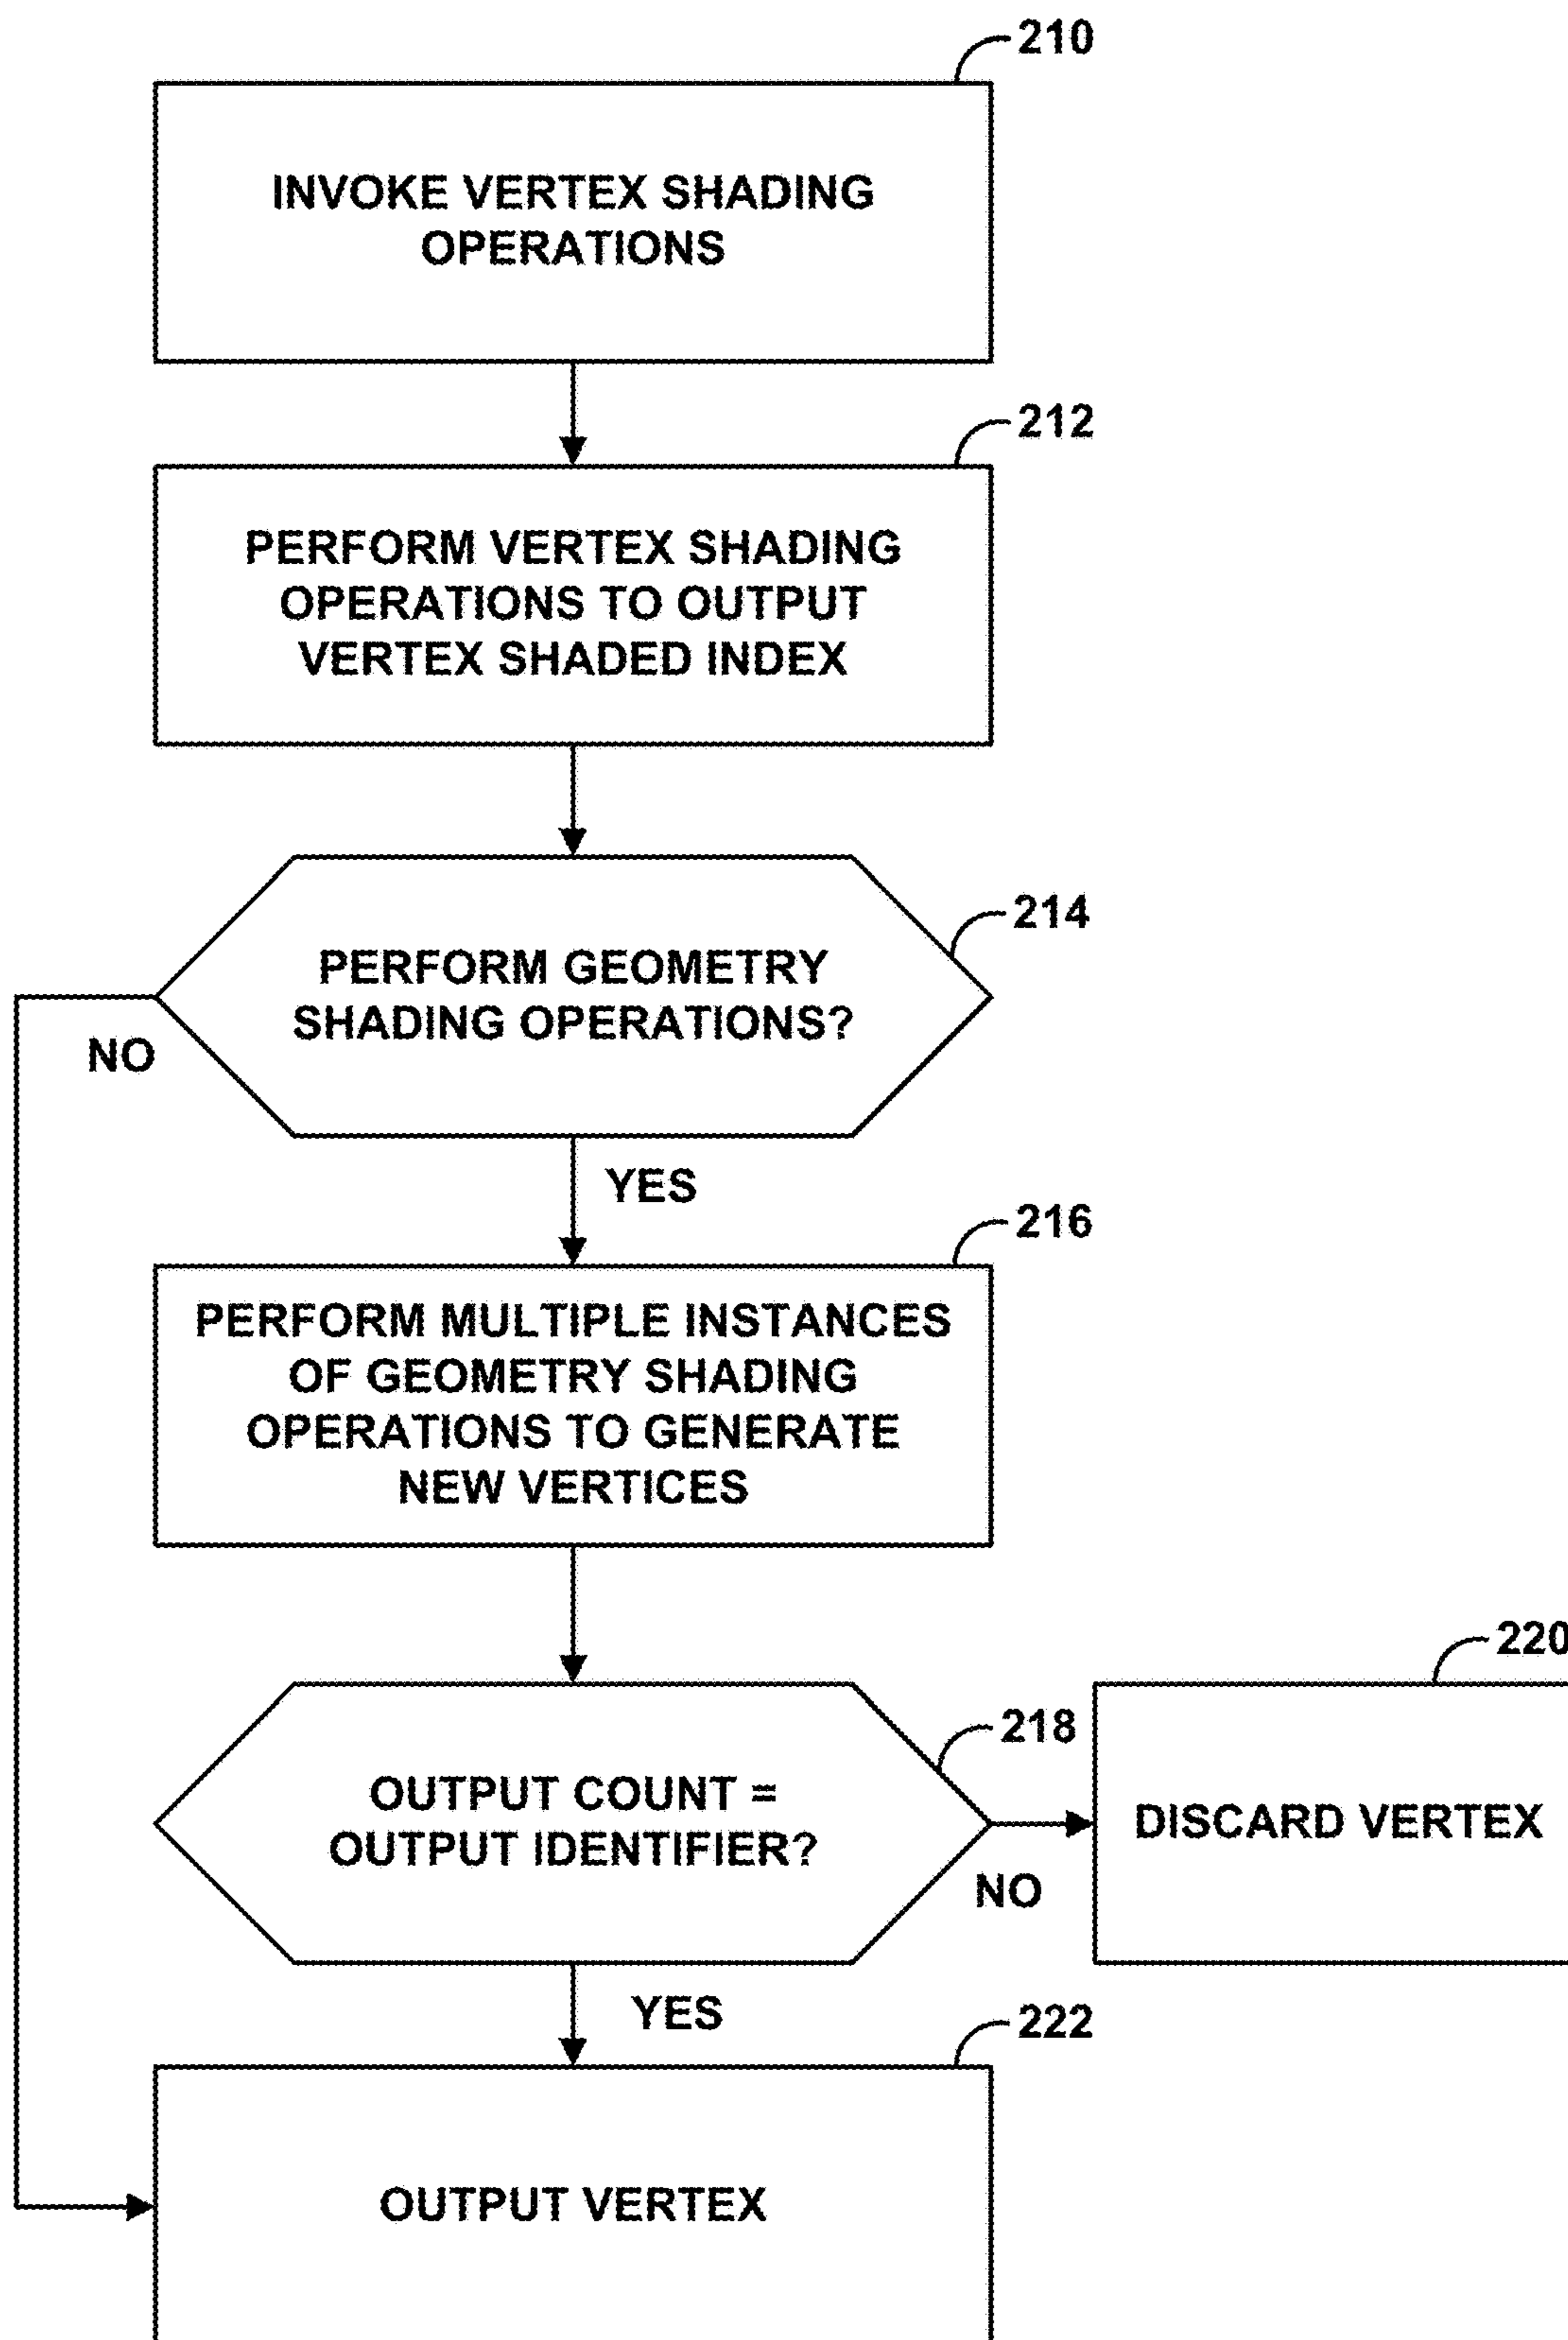 210
INVOKE VERTEX SHADING
OPERATIONS
212
PERFORM VERTEX SHADING
OPERATIONS TO OUTPUT
VERTEX SHADED INDEX
214
PERFORM GEOMETRY
SHADING OPERATIONS?
NO
YES
216
PERFORM MULTIPLE INSTANCES
OF GEOMETRY SHADING
OPERATIONS TO GENERATE
NEW VERTICES
218
OUTPUT COUNT =
OUTPUT IDENTIFIER?
NO
220
DISCARD VERTEX
YES
222
OUTPUT VERTEX